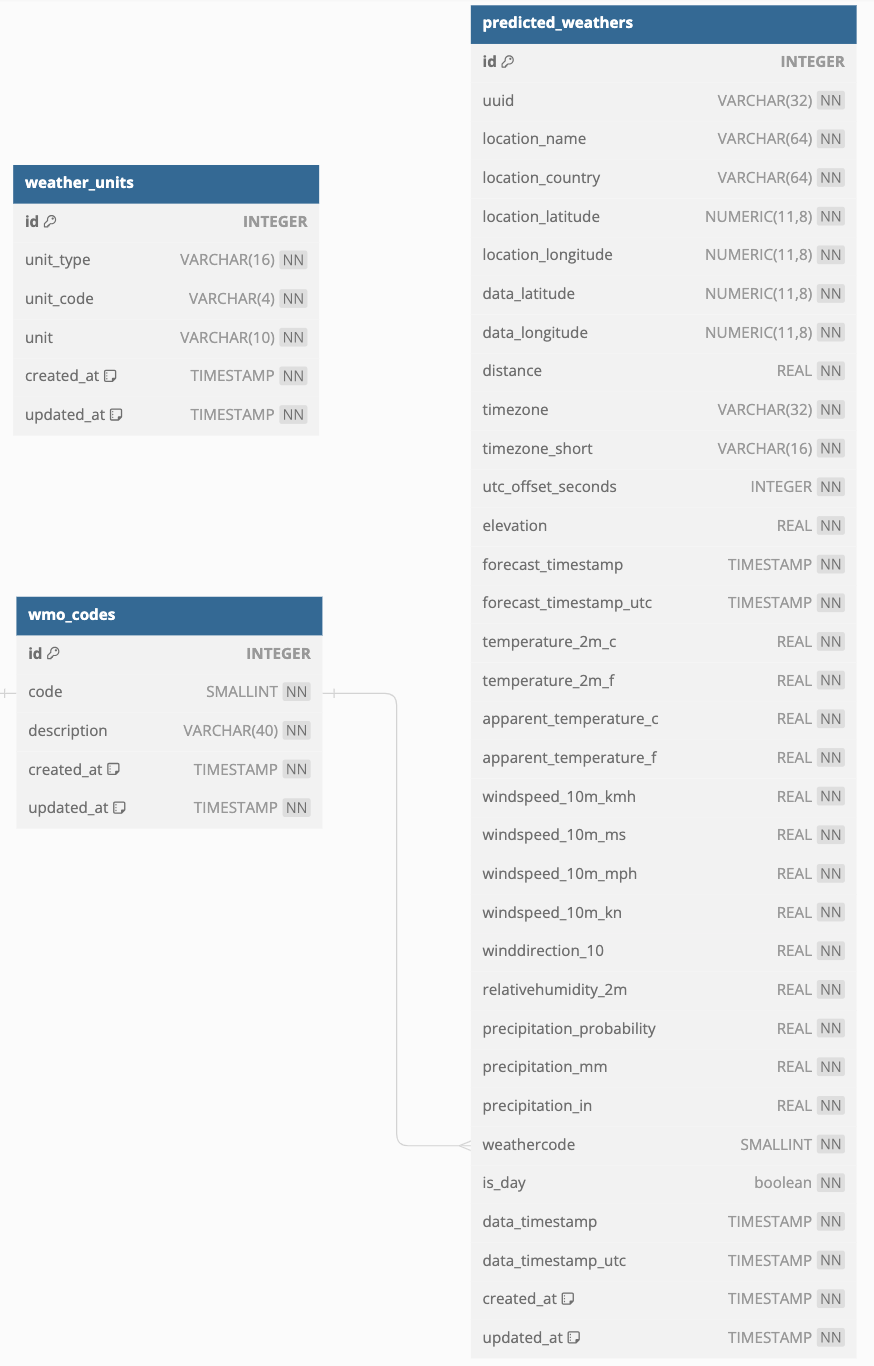 predicted_weathers
id INTEGER
uuid VARCHAR(32) NN
location_name VARCHAR(64) NN
location_country VARCHAR(64) NN
location_latitude NUMERIC(11,8) NN
location_longitude NUMERIC(11,8) NN
data_latitude NUMERIC(11,8) NN
data_longitude NUMERIC(11,8) NN
distance REAL NN
timezone VARCHAR(32) NN
timezone_short VARCHAR(16) NN
utc_offset_seconds INTEGER NN
elevation REAL NN
forecast_timestamp TIMESTAMP NN
forecast_timestamp_utc TIMESTAMP NN
temperature_2m_c REAL NN
temperature_2m_f REAL NN
apparent_temperature_c REAL NN
apparent_temperature_f REAL NN
windspeed_10m_kmh REAL NN
windspeed_10m_ms REAL NN
windspeed_10m_mph REAL NN
windspeed_10m_kn REAL NN
winddirection_10 REAL NN
relativehumidity_2m REAL NN
precipitation_probability REAL NN
precipitation_mm REAL NN
precipitation_in REAL NN
weathercode SMALLINT NN
is_day boolean NN
data_timestamp TIMESTAMP NN
data_timestamp_utc TIMESTAMP NN
created_at TIMESTAMP NN
updated_at TIMESTAMP NN
weather_units
id INTEGER
unit_type VARCHAR(16) NN
unit_code VARCHAR(4) NN
unit VARCHAR(10) NN
created_at TIMESTAMP NN
updated_at TIMESTAMP NN
wmo_codes
id INTEGER
code SMALLINT NN
description VARCHAR(40) NN
created_at TIMESTAMP NN
updated_at TIMESTAMP NN